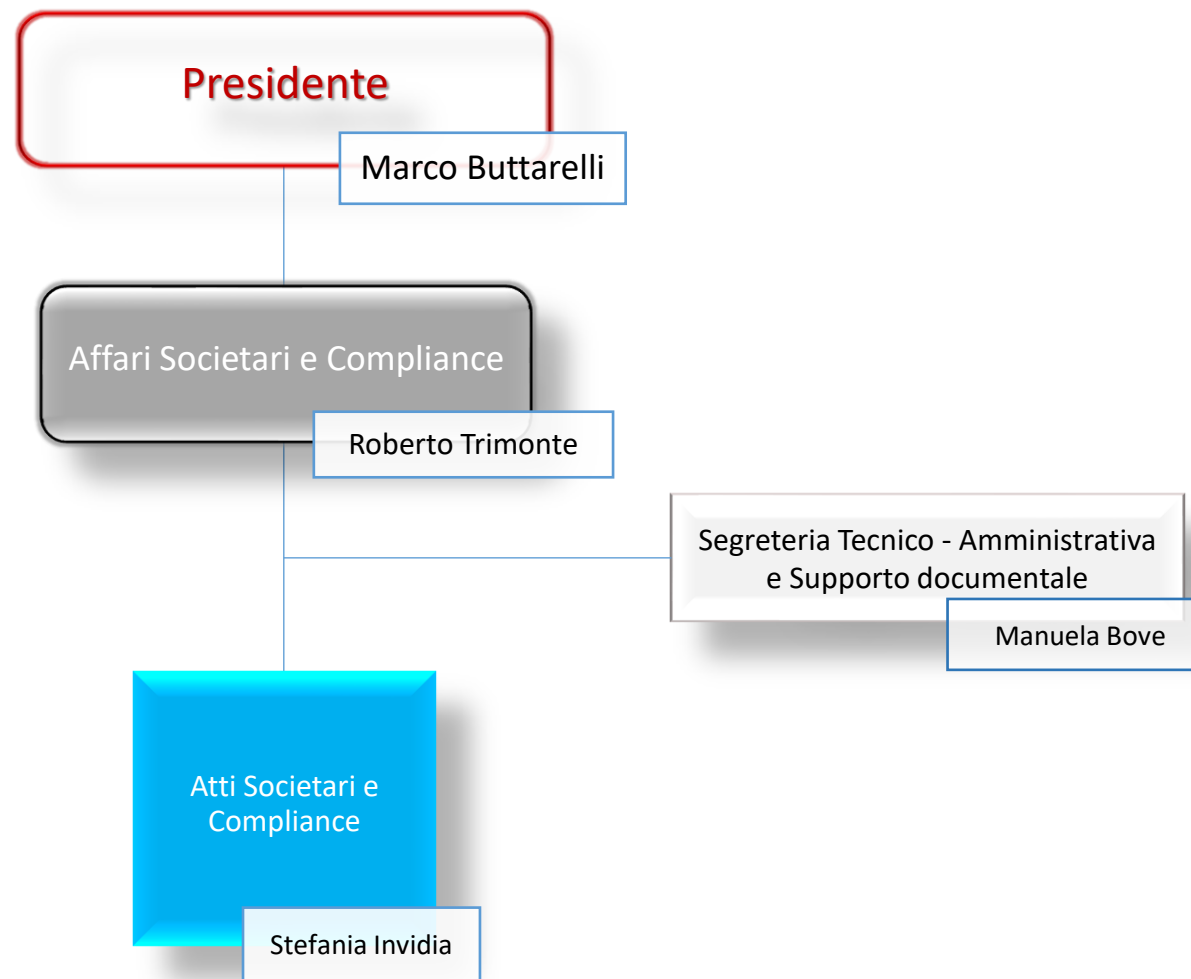 Presidente
Marco Buttarelli
Affari Societari e Compliance
Roberto Trimonte
Segreteria Tecnico - Amministrativa
e Supporto documentale
Manuela Bove
Atti Societari e
Compliance
Stefania Invidia